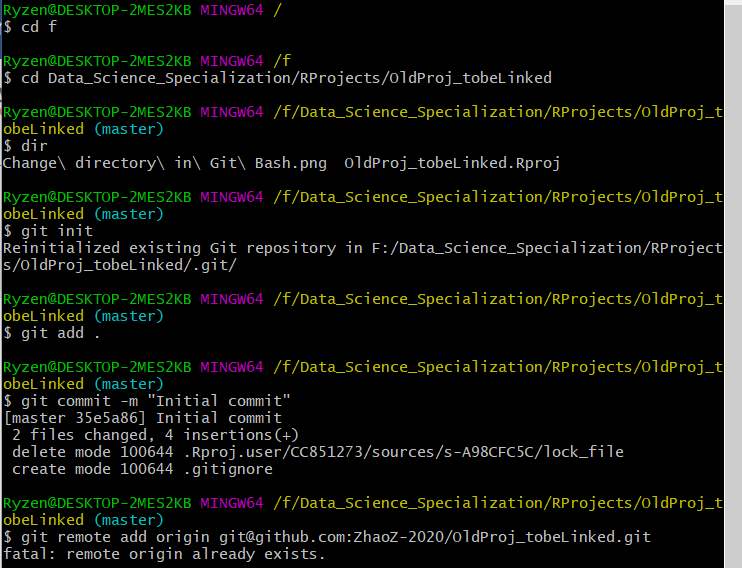 Ryzen@DESKTOP-2MES2KB MINGW64 /
$ cd f
Ryzen@DESKTOP-2MES2KB MINGW64 /f
$ cd Data_Science_Specialization/RProjects/OldProj_tobeLinked
Ryzen@DESKTOP-2MES2KB MINGW64 /f/Data_Science_Specialization/RProjects/OldProj_t
obeLinked (master)
$ dir
Change\ directory\ in\ Git\ Bash.png  OldProj_tobeLinked.Rproj
Ryzen@DESKTOP-2MES2KB MINGW64 /f/Data_Science_Specialization/RProjects/OldProj_t
obeLinked (master)
$ git init
Reinitialized existing Git repository in F:/Data_Science_Specialization/RProject
s/OldProj_tobeLinked/.git/
Ryzen@DESKTOP-2MES2KB MINGW64 /f/Data_Science_Specialization/RProjects/OldProj_t
obeLinked (master)
$ git add .
Ryzen@DESKTOP-2MES2KB MINGW64 /f/Data_Science_Specialization/RProjects/OldProj_t
obeLinked (master)
$ git commit -m "Initial commit"
[master 35e5a86] Initial commit
 2 files changed, 4 insertions(+)
 delete mode 100644 .Rproj.user/CC851273/sources/s-A98CFC5C/lock_file
 create mode 100644 .gitignore
Ryzen@DESKTOP-2MES2KB MINGW64 /f/Data_Science_Specialization/RProjects/OldProj_t
obeLinked (master)
$ git remote add origin git@github.com:ZhaoZ-2020/OldProj_tobeLinked.git
fatal: remote origin already exists.